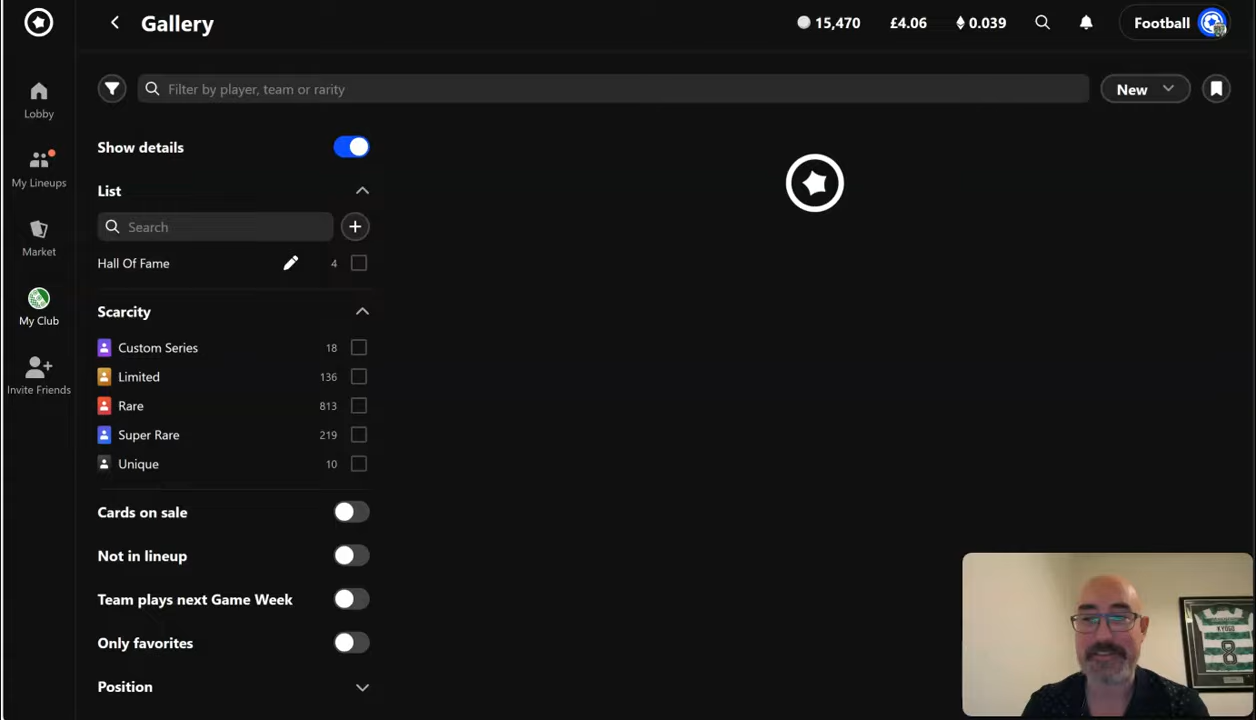 Gallery
15,470
£4.06
0.039
Football
Filter by player, team or rarity
New
Lobby
My Lineups
Market
My Club
Invite Friends
Show details
List
Search
Hall Of Fame 4
Scarcity
Custom Series 18
Limited 136
Rare 813
Super Rare 219
Unique 10
Cards on sale
Not in lineup
Team plays next Game Week
Only favorites
Position
KYOGO
8